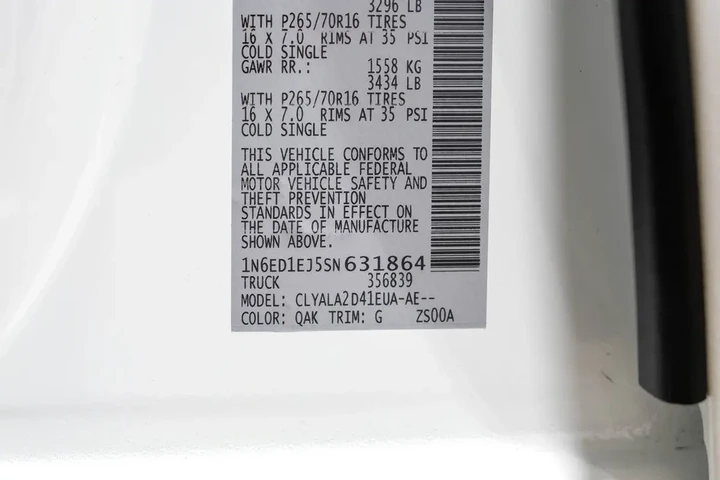 3296 LB
WITH P265/70R16 TIRES
16 X 7.0 RIMS AT 35 PSI
COLD SINGLE
GAWR RR.: 1558 KG
3434 LB
WITH P265/70R16 TIRES
16 X 7.0 RIMS AT 35 PSI
COLD SINGLE
THIS VEHICLE CONFORMS TO
ALL APPLICABLE FEDERAL
MOTOR VEHICLE SAFETY AND
THEFT PREVENTION
STANDARDS IN EFFECT ON
THE DATE OF MANUFACTURE
SHOWN ABOVE.
1N6ED1EJ5SN631864
TRUCK 356839
MODEL: CLYALA2D41EUA-AE--
COLOR: QAK TRIM: G ZS00A